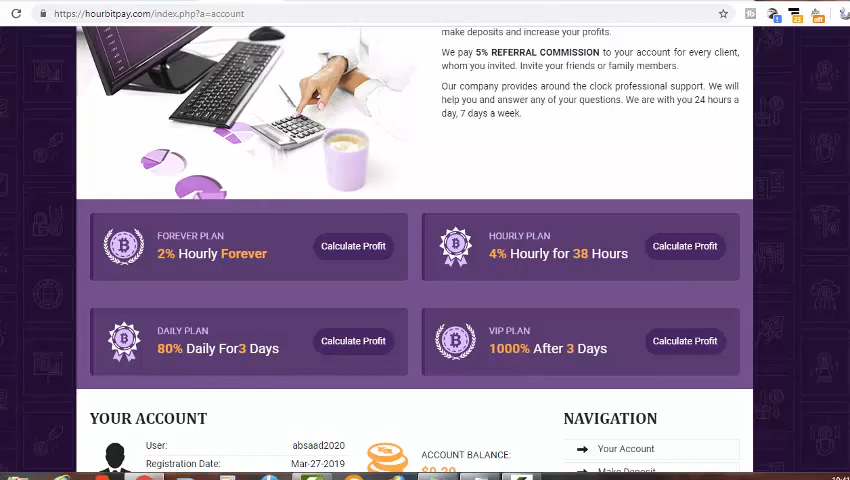 https://hourbitpay.com/index.php?a=account
make deposits and increase your profits.
We pay 5% REFERRAL COMMISSION to your account for every client,
whom you invited. Invite your friends or family members.
Our company provides around the clock professional support. We will
help you and answer any of your questions. We are with you 24 hours a
day, 7 days a week.
FOREVER PLAN
2% Hourly Forever
Calculate Profit
HOURLY PLAN
4% Hourly for 38 Hours
Calculate Profit
DAILY PLAN
80% Daily For3 Days
Calculate Profit
VIP PLAN
1000% After 3 Days
Calculate Profit
YOUR ACCOUNT
NAVIGATION
User: absaad2020
Your Account
ACCOUNT BALANCE:
Registration Date: Mar-27-2019
Make Deposit